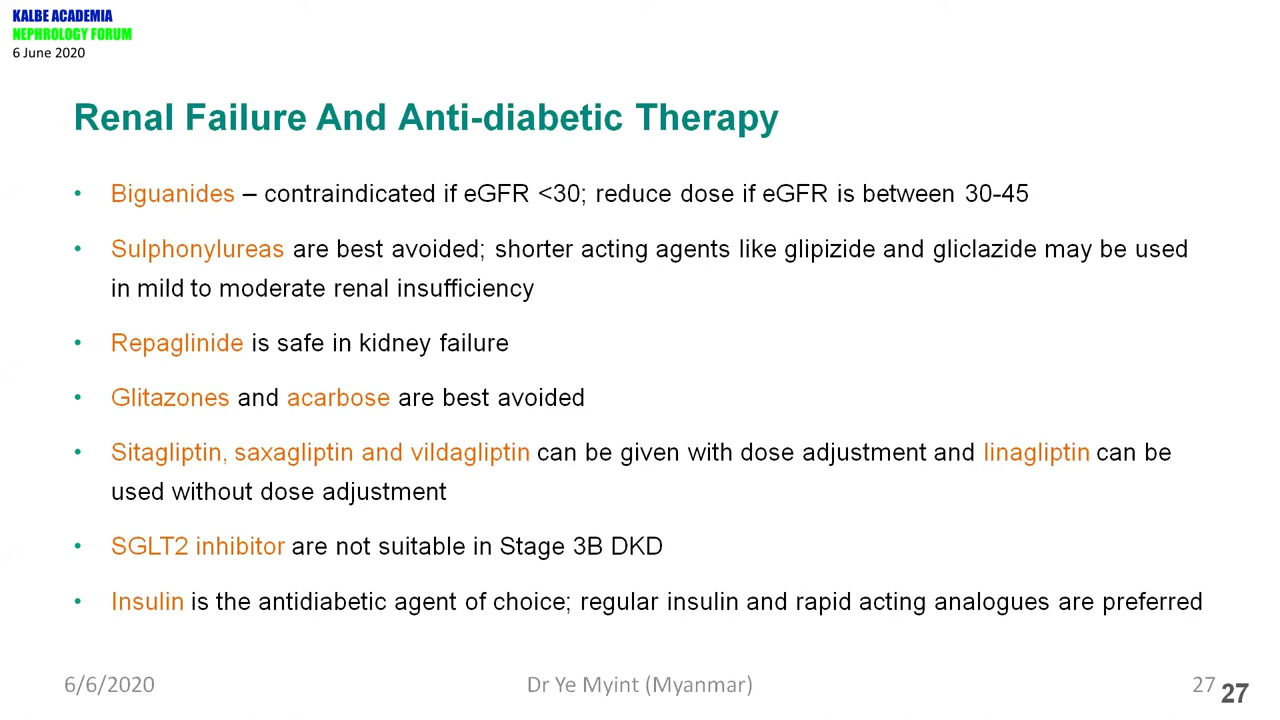 KALBE ACADEMIA
NEPHROLOGY FORUM
6 June 2020
Renal Failure And Anti-diabetic Therapy
• Biguanides – contraindicated if eGFR <30; reduce dose if eGFR is between 30-45
• Sulphonylureas are best avoided; shorter acting agents like glipizide and gliclazide may be used
in mild to moderate renal insufficiency
• Repaglinide is safe in kidney failure
• Glitazones and acarbose are best avoided
• Sitagliptin, saxagliptin and vildagliptin can be given with dose adjustment and linagliptin can be
used without dose adjustment
• SGLT2 inhibitor are not suitable in Stage 3B DKD
• Insulin is the antidiabetic agent of choice; regular insulin and rapid acting analogues are preferred
6/6/2020 Dr Ye Myint (Myanmar) 27 27